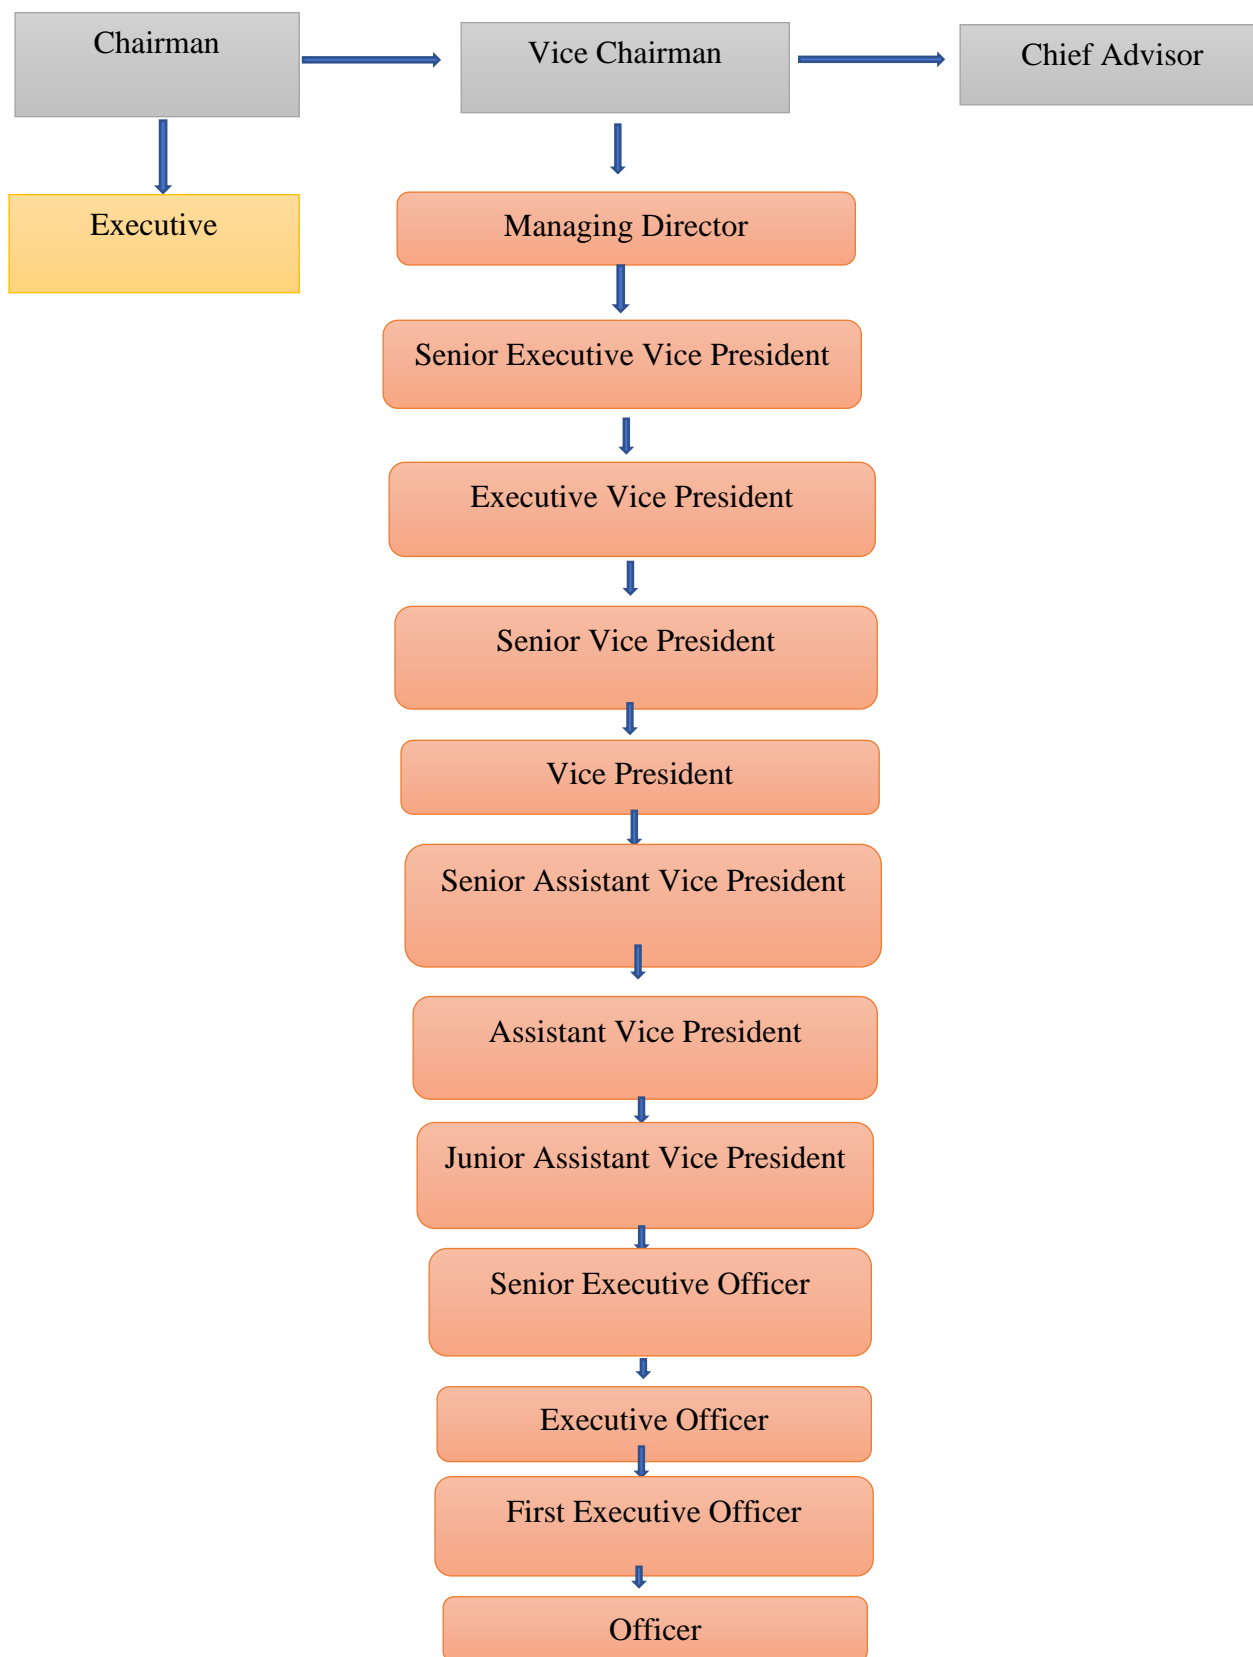 Chairman
Vice Chairman
Chief Advisor
Executive
Managing Director
Senior Executive Vice President
Executive Vice President
Senior Vice President
Vice President
Senior Assistant Vice President
Assistant Vice President
Junior Assistant Vice President
Senior Executive Officer
Executive Officer
First Executive Officer
Officer